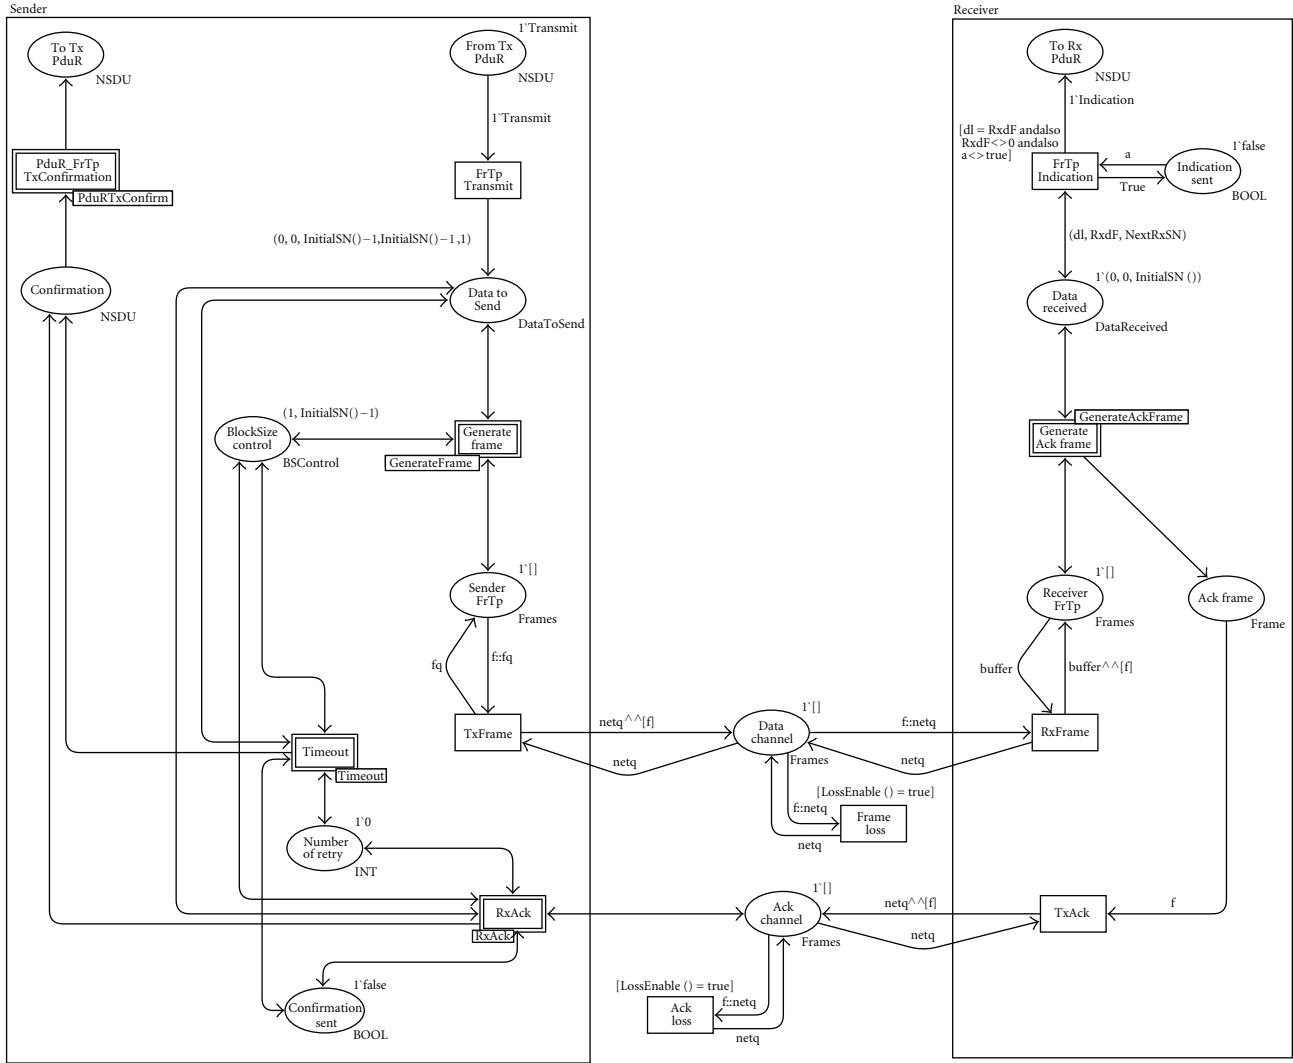 Sender
Receiver
To Tx
PduR
NSDU
1`Transmit
From Tx
PduR
NSDU
1`Transmit
PduR_FrTp
TxConfirmation
PduRTxConfirm
FrTp
Transmit
(0, 0, InitialSN()−1,InitialSN()−1 ,1)
Confirmation
NSDU
Data to
Send
DataToSend
(1, InitialSN()−1)
BlockSize
control
BSControl
Generate
frame
GenerateFrame
1`[]
Sender
FrTp
Frames
fq
f::fq
TxFrame
Timeout
Timeout
1`0
Number
of retry
INT
RxAck
RxAck
1`false
Confirmation
sent
BOOL
netq^^[f]
netq
1`[]
Data
channel
Frames
f::netq
netq
[LossEnable () = true]
f::netq
Frame
loss
netq
1`[]
Ack
channel
Frames
netq^^[f]
netq
[LossEnable () = true]
f::netq
Ack
loss
netq
To Rx
PduR
NSDU
1`Indication
[dl = RxdF andalso
RxdF<>0 andalso
a<>true]
FrTp
Indication
a
True
1`false
Indication
sent
BOOL
(dl, RxdF, NextRxSN)
1`(0, 0, InitialSN ())
Data
received
DataReceived
GenerateAckFrame
Generate
Ack frame
1`[]
Receiver
FrTp
Frames
Ack frame
Frame
buffer
buffer^^[f]
RxFrame
TxAck
f